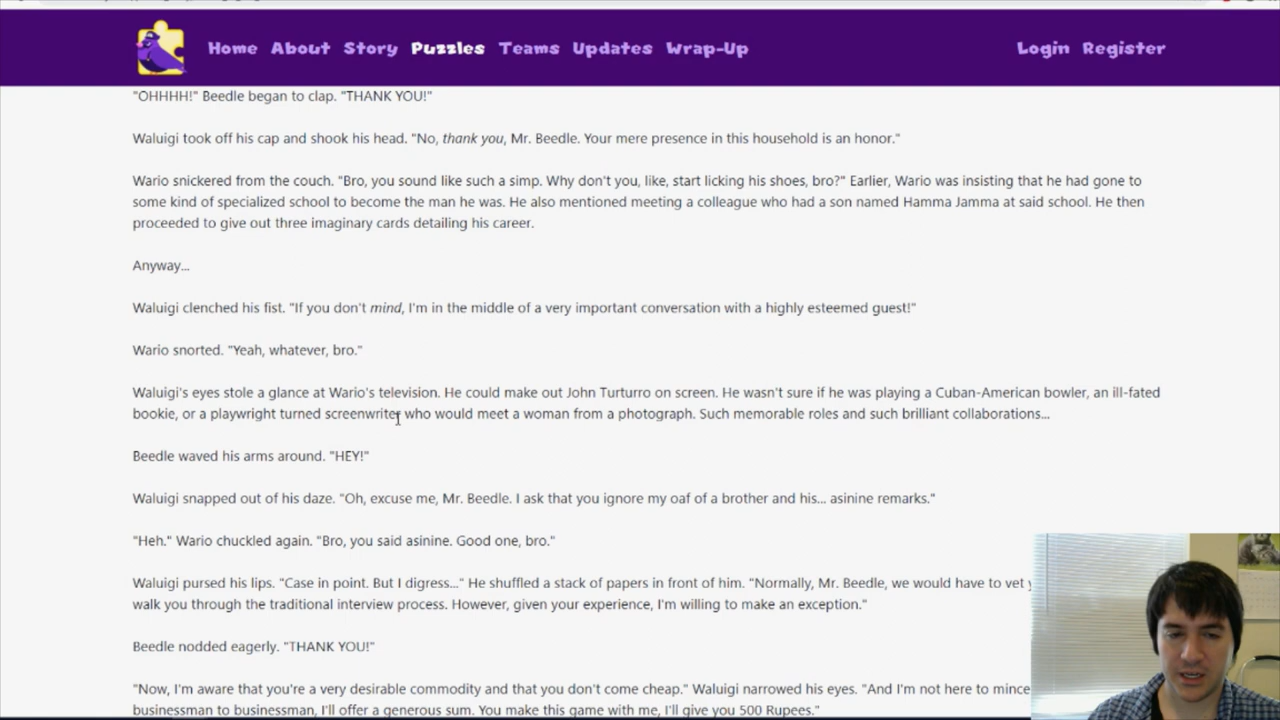 Home About Story Puzzles Teams Updates Wrap-Up Login Register
"OHHHH!" Beedle began to clap. "THANK YOU!"
Waluigi took off his cap and shook his head. "No, thank you, Mr. Beedle. Your mere presence in this household is an honor."
Wario snickered from the couch. "Bro, you sound like such a simp. Why don't you, like, start licking his shoes, bro?" Earlier, Wario was insisting that he had gone to
some kind of specialized school to become the man he was. He also mentioned meeting a colleague who had a son named Hamma Jamma at said school. He then
proceeded to give out three imaginary cards detailing his career.
Anyway...
Waluigi clenched his fist. "If you don't mind, I'm in the middle of a very important conversation with a highly esteemed guest!"
Wario snorted. "Yeah, whatever, bro."
Waluigi's eyes stole a glance at Wario's television. He could make out John Turturro on screen. He wasn't sure if he was playing a Cuban-American bowler, an ill-fated
bookie, or a playwright turned screenwriter who would meet a woman from a photograph. Such memorable roles and such brilliant collaborations...
Beedle waved his arms around. "HEY!"
Waluigi snapped out of his daze. "Oh, excuse me, Mr. Beedle. I ask that you ignore my oaf of a brother and his... asinine remarks."
"Heh." Wario chuckled again. "Bro, you said asinine. Good one, bro."
Waluigi pursed his lips. "Case in point. But I digress..." He shuffled a stack of papers in front of him. "Normally, Mr. Beedle, we would have to vet
walk you through the traditional interview process. However, given your experience, I'm willing to make an exception."
Beedle nodded eagerly. "THANK YOU!"
"Now, I'm aware that you're a very desirable commodity and that you don't come cheap." Waluigi narrowed his eyes. "And I'm not here to mince
businessman to businessman, I'll offer a generous sum. You make this game with me, I'll give you 500 Rupees."